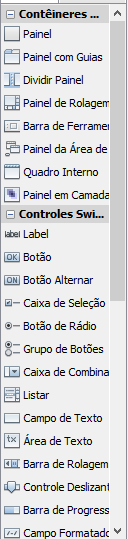 Contêineres ...
Painel
Painel com Guias
Dividir Painel
Painel de Rolagem
Barra de Ferramen
Painel da Área de
Quadro Interno
Painel em Camada
Controles Swi...
label Label
OK Botão
ON Botão Alternar
Caixa de Seleção
Botão de Rádio
Grupo de Botões
Caixa de Combina
Listar
Campo de Texto
tx Área de Texto
Barra de Rolagem
Controle Deslizant
Barra de Progress
Campo Formatado